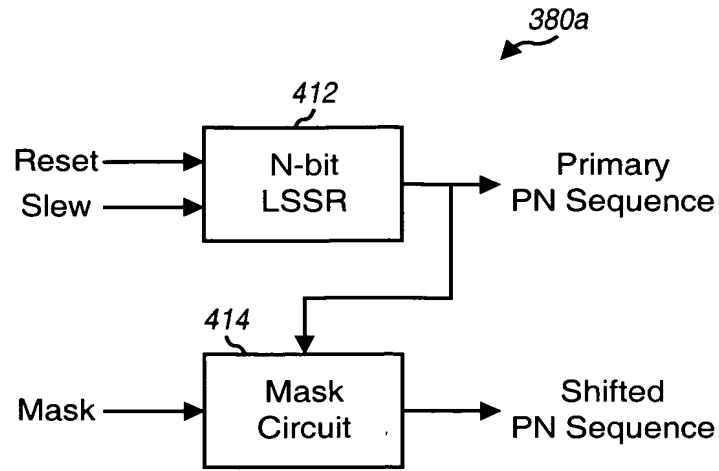 380a
412
Reset
Slew
N-bit
LSSR
Primary
PN Sequence
414
Mask
Mask
Circuit
Shifted
PN Sequence